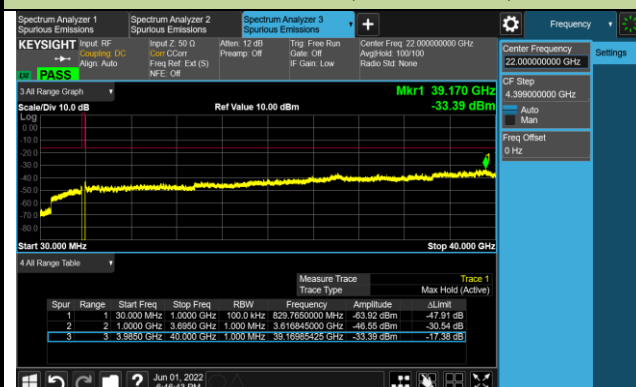 Spectrum Analyzer 1
Spurious Emissions
Spectrum Analyzer 2
Spurious Emissions
Spectrum Analyzer 3
Spurious Emissions
+
Frequency
KEYSIGHT
Input: RF
Coupling: DC
Align: Auto
Input Z: 50 Ω
Corr CCorr
Freq Ref: Ext (S)
NFE: Off
Atten: 12 dB
Preamp: Off
Trig: Free Run
Gate: Off
IF Gain: Low
Center Freq: 22.00000000 GHz
Avg|Hold: 100/100
Radio Std: None
LXI PASS
Center Frequency
22.00000000 GHz
Settings
CF Step
4.399000000 GHz
Auto
Man
Freq Offset
0 Hz
3 All Range Graph
Mkr1 39.170 GHz
Scale/Div 10.0 dB
Ref Value 10.00 dBm
-33.39 dBm
Log
0.00
-10.0
-20.0
-30.0
-40.0
-50.0
-60.0
-70.0
-80.0
Start 30.000 MHz
Stop 40.000 GHz
4 All Range Table
Measure Trace Trace 1
Trace Type Max Hold (Active)
Spur Range Start Freq Stop Freq RBW Frequency Amplitude ΔLimit
1 1 30.000 MHz 1.0000 GHz 100.0 kHz 829.7650000 MHz -63.92 dBm -47.91 dB
2 2 1.0000 GHz 3.6950 GHz 1.000 MHz 3.616845000 GHz -46.55 dBm -30.54 dB
3 3 3.9850 GHz 40.000 GHz 1.000 MHz 39.16985425 GHz -33.39 dBm -17.38 dB
?
Jun 01, 2022